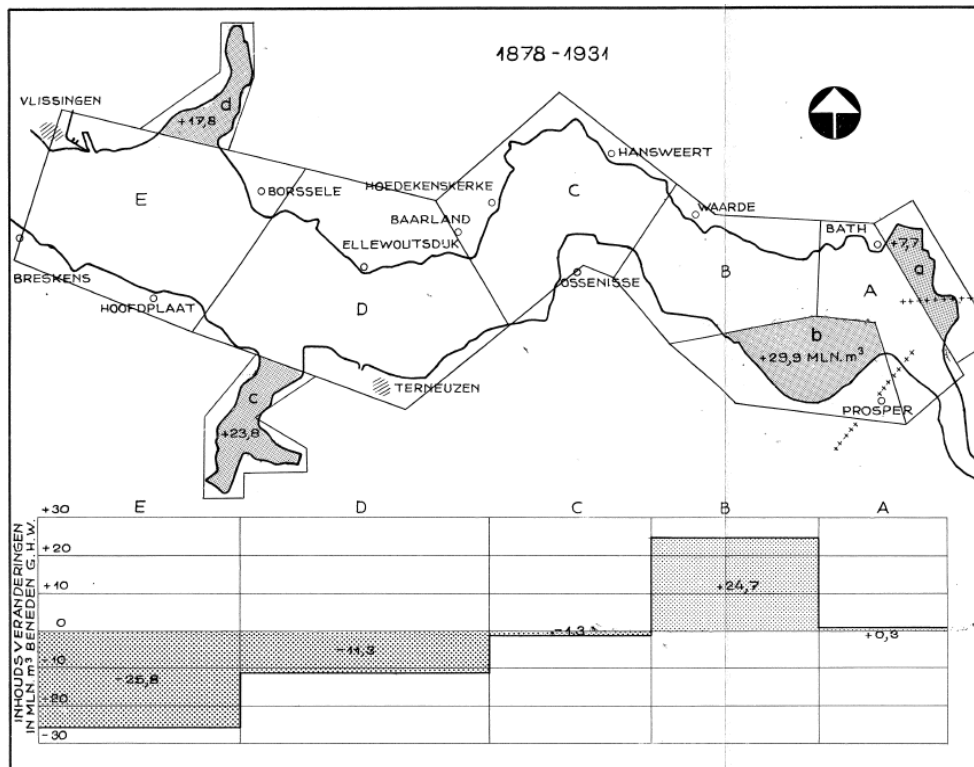 1878-1931
VLISSINGEN
d
+17,8
HANSWEERT
HOEDEKENSKERKE
C
E
BORSSELE
WAARDE
BAARLAND
BATH
+7,7
ELLEWOUTSDIJK
a
BRESKENS
OSSENISSE
B
A
HOOFDPLAAT
D
b
+29,9 MLN. m³
TERNEUZEN
c
PROSPER
+23,8
E D C B A
INHOUDSVERANDERINGEN
IN MLN. m³ BENEDEN G.H.W.
+30
+20
+10
+24,7
0
-1,3
+0,3
-11,3
+10
-25,8
+20
-30